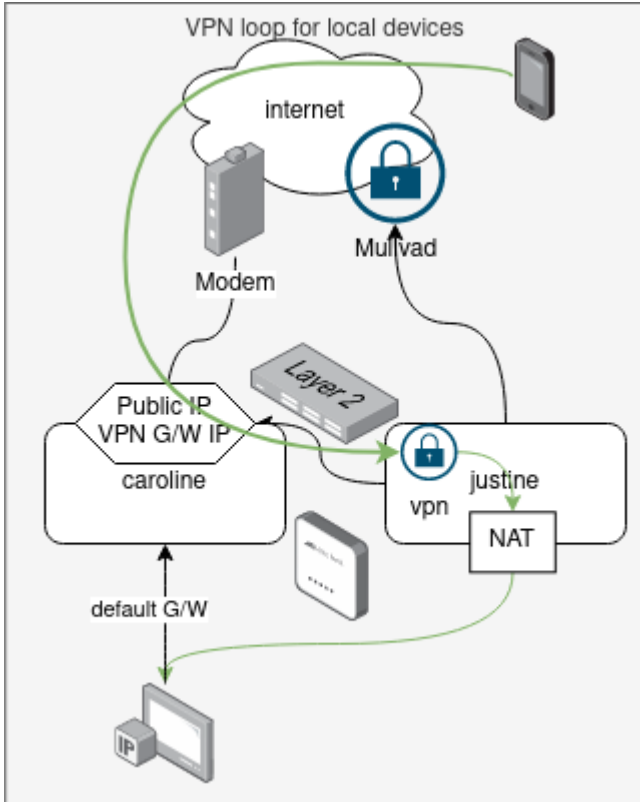 VPN loop for local devices
internet
Mullvad
Modem
Layer 2
Public IP
VPN G/W IP
caroline
justine
vpn
NAT
default G/W
IP